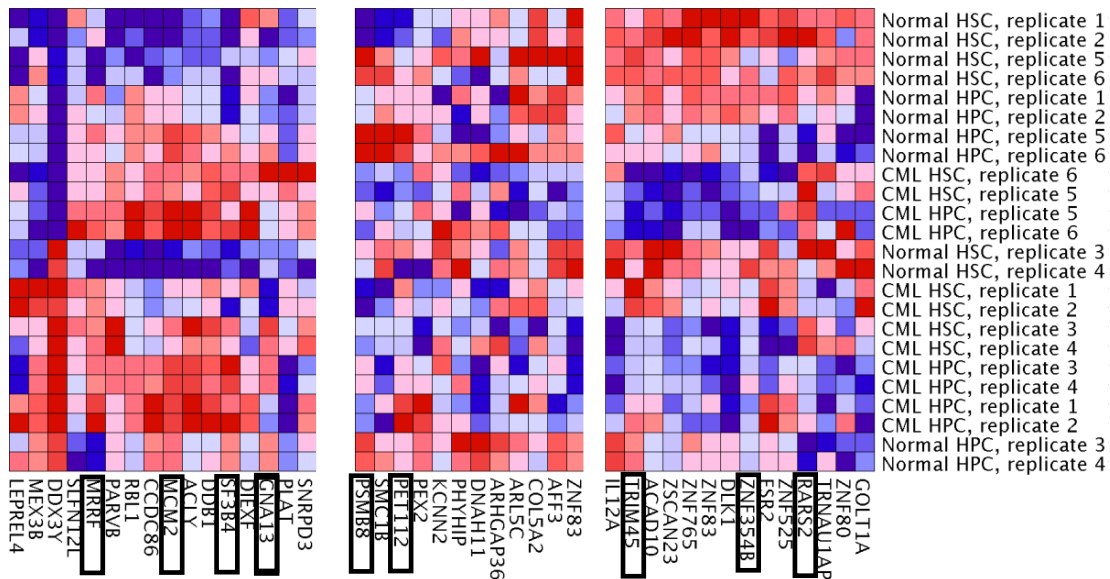 Normal HSC, replicate 1
Normal HSC, replicate 2
Normal HSC, replicate 5
Normal HSC, replicate 6
Normal HPC, replicate 1
Normal HPC, replicate 2
Normal HPC, replicate 5
Normal HPC, replicate 6
CML HSC, replicate 6
CML HSC, replicate 5
CML HPC, replicate 5
CML HPC, replicate 6
Normal HSC, replicate 3
Normal HSC, replicate 4
CML HSC, replicate 1
CML HSC, replicate 2
CML HSC, replicate 3
CML HSC, replicate 4
CML HPC, replicate 3
CML HPC, replicate 4
CML HPC, replicate 1
CML HPC, replicate 2
Normal HPC, replicate 3
Normal HPC, replicate 4
LEPREL4
MEX3B
DDX3Y
SLFN12L
MRRF
PARVB
RBL1
CCDC86
MCM2
ACLY
DDB1
SF3B4
DIEXF
GNA13
PLAT
SNRPD3
PSMB8
SMC1B
PET112
PEX2
KCNN2
PHYHIP
DNAH11
ARHGAP36
ARL5C
COL5A2
AFF3
ZNF83
IL12A
TRIM45
ACAD10
ZSCAN23
ZNF765
ZNF83
DLK1
ZNF354B
TSR2
ZNF525
RARS2
TRNAU1AP
ZNF80
GOLT1A